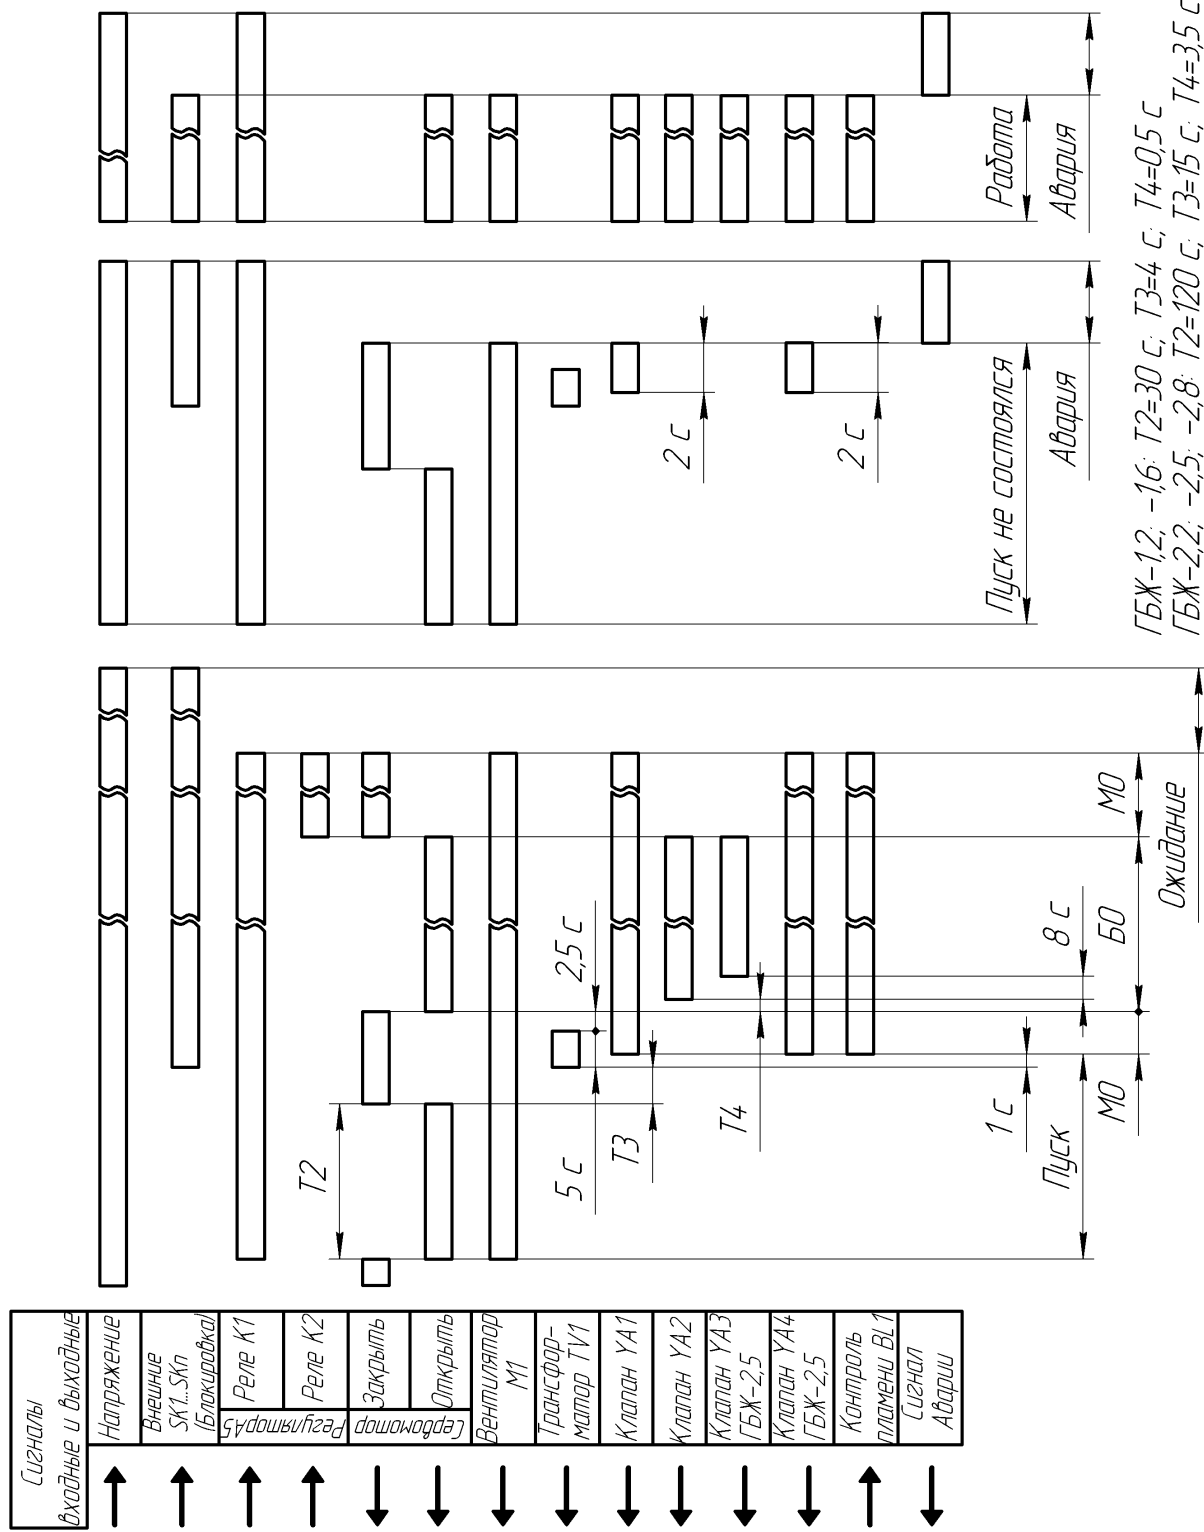 Сигналы
входные и выходные
Напряжение
Внешние
SK1...SKn
(Блокировка)
Регулятор А5
Реле K1
Реле K2
Сервомотор
Закрыть
Открыть
Вентилятор
М1
Трансфор-
матор TV1
Клапан YA1
Клапан YA2
Клапан YA3
ГБЖ-2,5
Клапан YA4
ГБЖ-2,5
Контроль
пламени BL1
Сигнал
Аварии
T2
5 с
2,5 с
T3
T4
1 с
8 с
Пуск
МО
БО
МО
Ожидание
2 с
2 с
Пуск не состоялся
Авария
Работа
Авария
ГБЖ-1,2; -1,6: T2=30 с; T3=4 с; T4=0,5 с
ГБЖ-2,2; -2,5; -2,8: T2=120 с; T3=15 с; T4=3,5 с